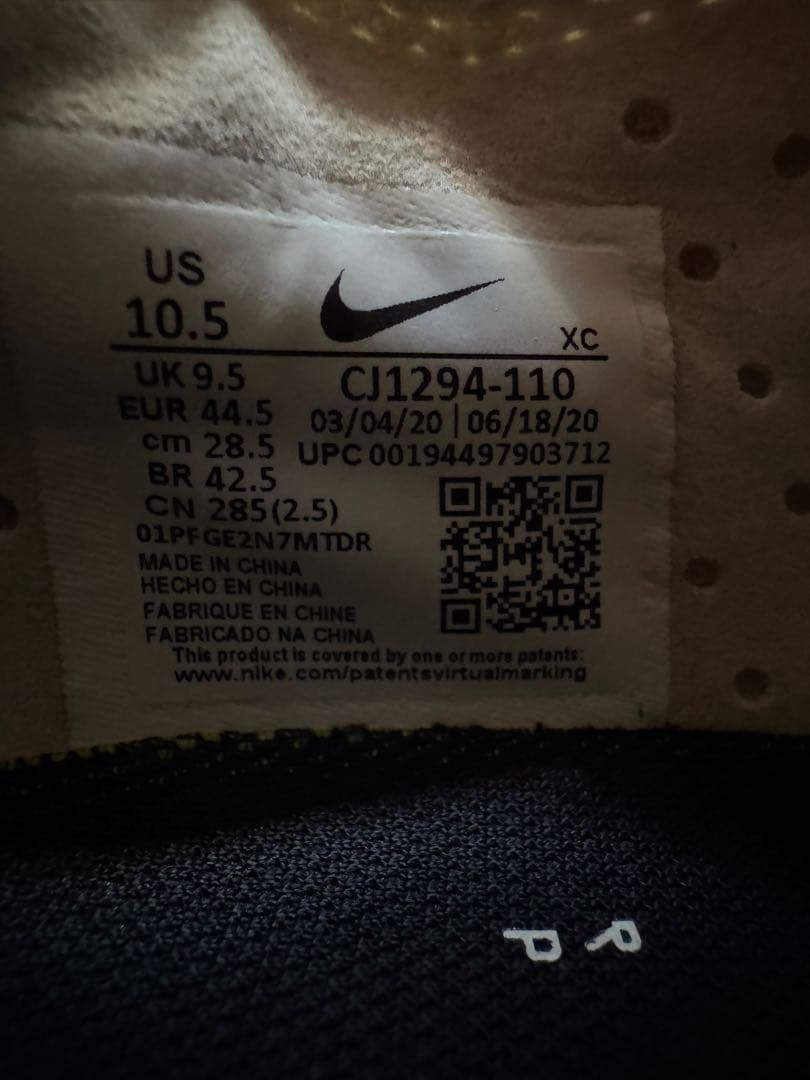 US
10.5
XC
UK 9.5
CJ1294-110
EUR 44.5
03/04/20 | 06/18/20
cm 28.5
UPC 00194497903712
BR 42.5
CN 285(2.5)
01PFGE2N7MTDR
MADE IN CHINA
HECHO EN CHINA
FABRIQUE EN CHINE
FABRICADO NA CHINA
This product is covered by one or more patents:
www.nike.com/patentsvirtualmarking